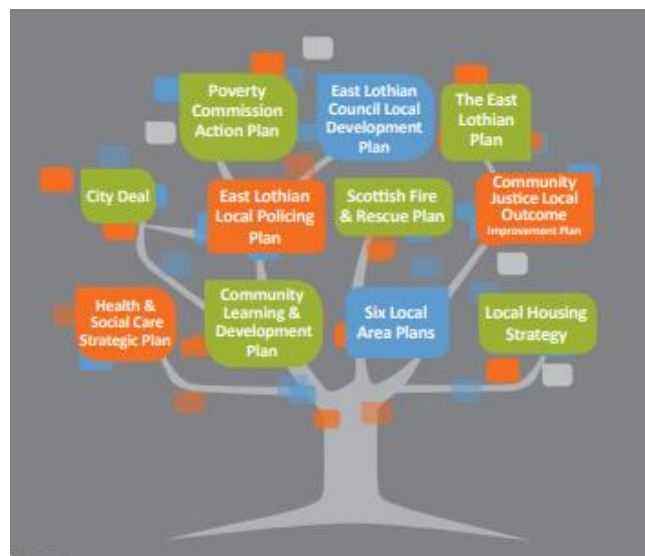 Poverty
Commission
Action Plan
East Lothian
Council Local
Development
Plan
The East
Lothian
Plan
City Deal
East Lothian
Local Policing
Plan
Scottish Fire
& Rescue Plan
Community
Justice Local
Outcome
Improvement Plan
Health &
Social Care
Strategic Plan
Community
Learning &
Development
Plan
Six Local
Area Plans
Local Housing
Strategy